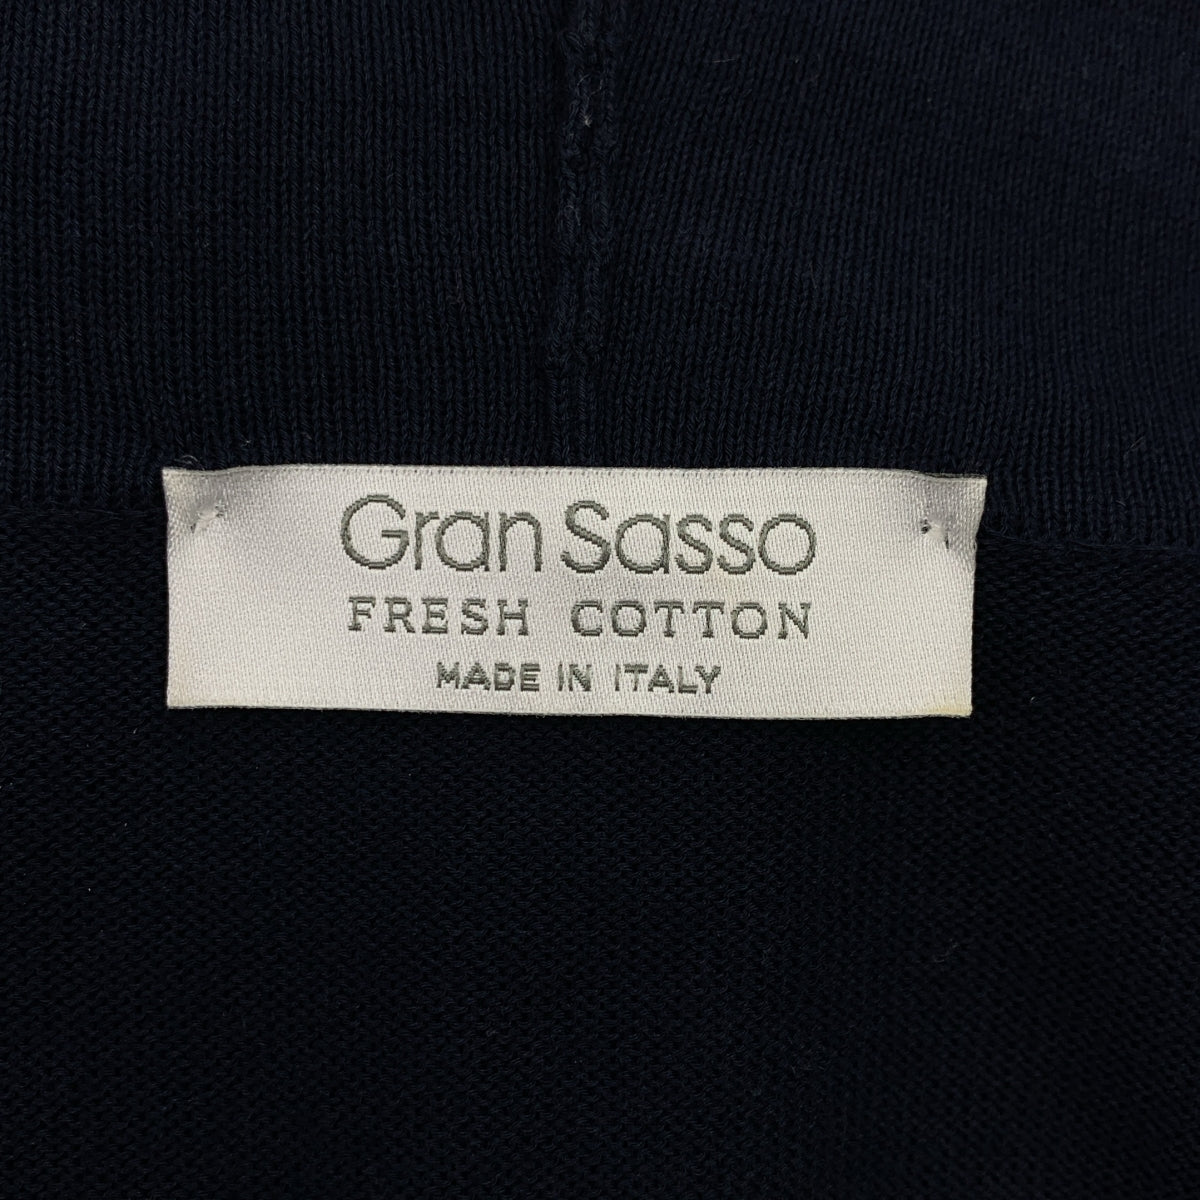 Gran Sasso
FRESH COTTON
MADE IN ITALY